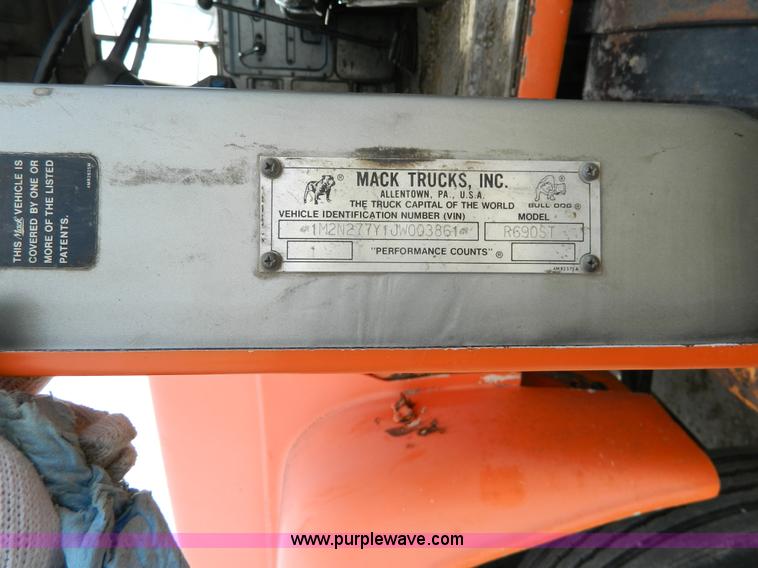 THIS Mack VEHICLE IS
COVERED BY ONE OR
MORE OF THE LISTED
PATENTS.
® MACK TRUCKS, INC.
ALLENTOWN, PA., U.S.A.
THE TRUCK CAPITAL OF THE WORLD BULL DOG ®
VEHICLE IDENTIFICATION NUMBER (VIN) MODEL
1M2N277Y1JW003861 R690ST
"PERFORMANCE COUNTS" ®
www.purplewave.com